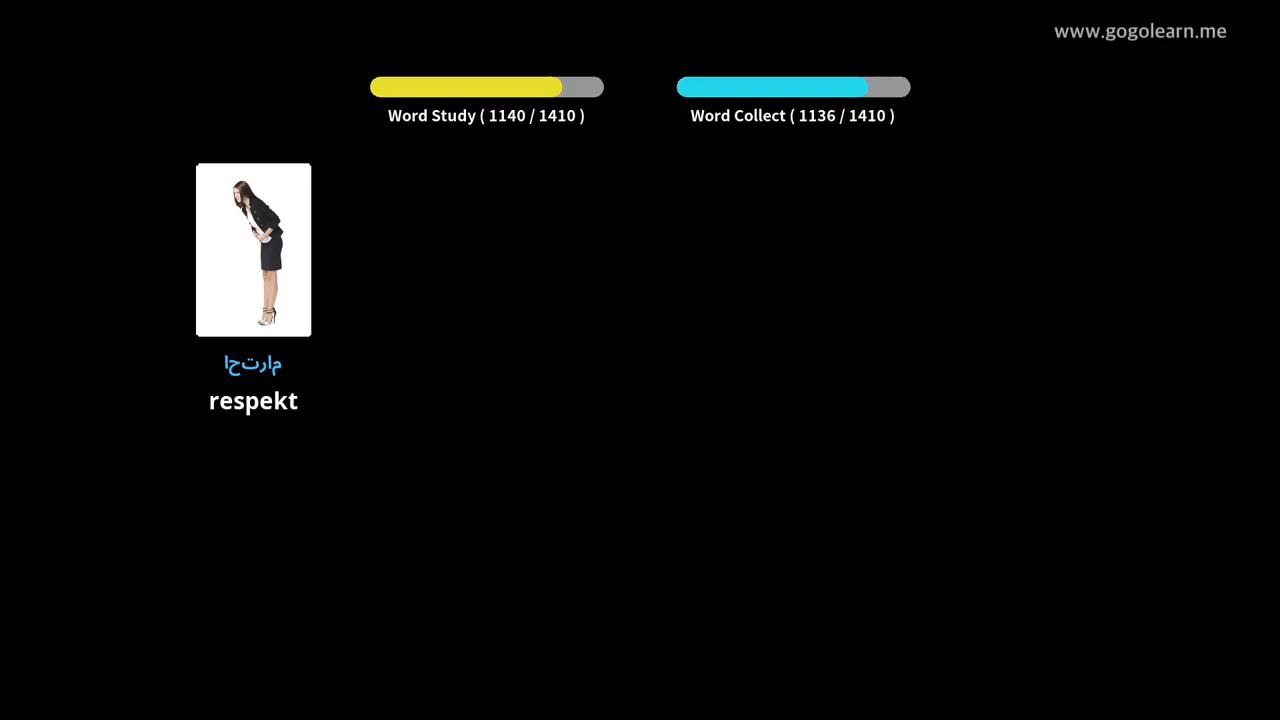 www.gogolearn.me
Word Study ( 1140 / 1410 )
Word Collect ( 1136 / 1410 )
احترام
respekt